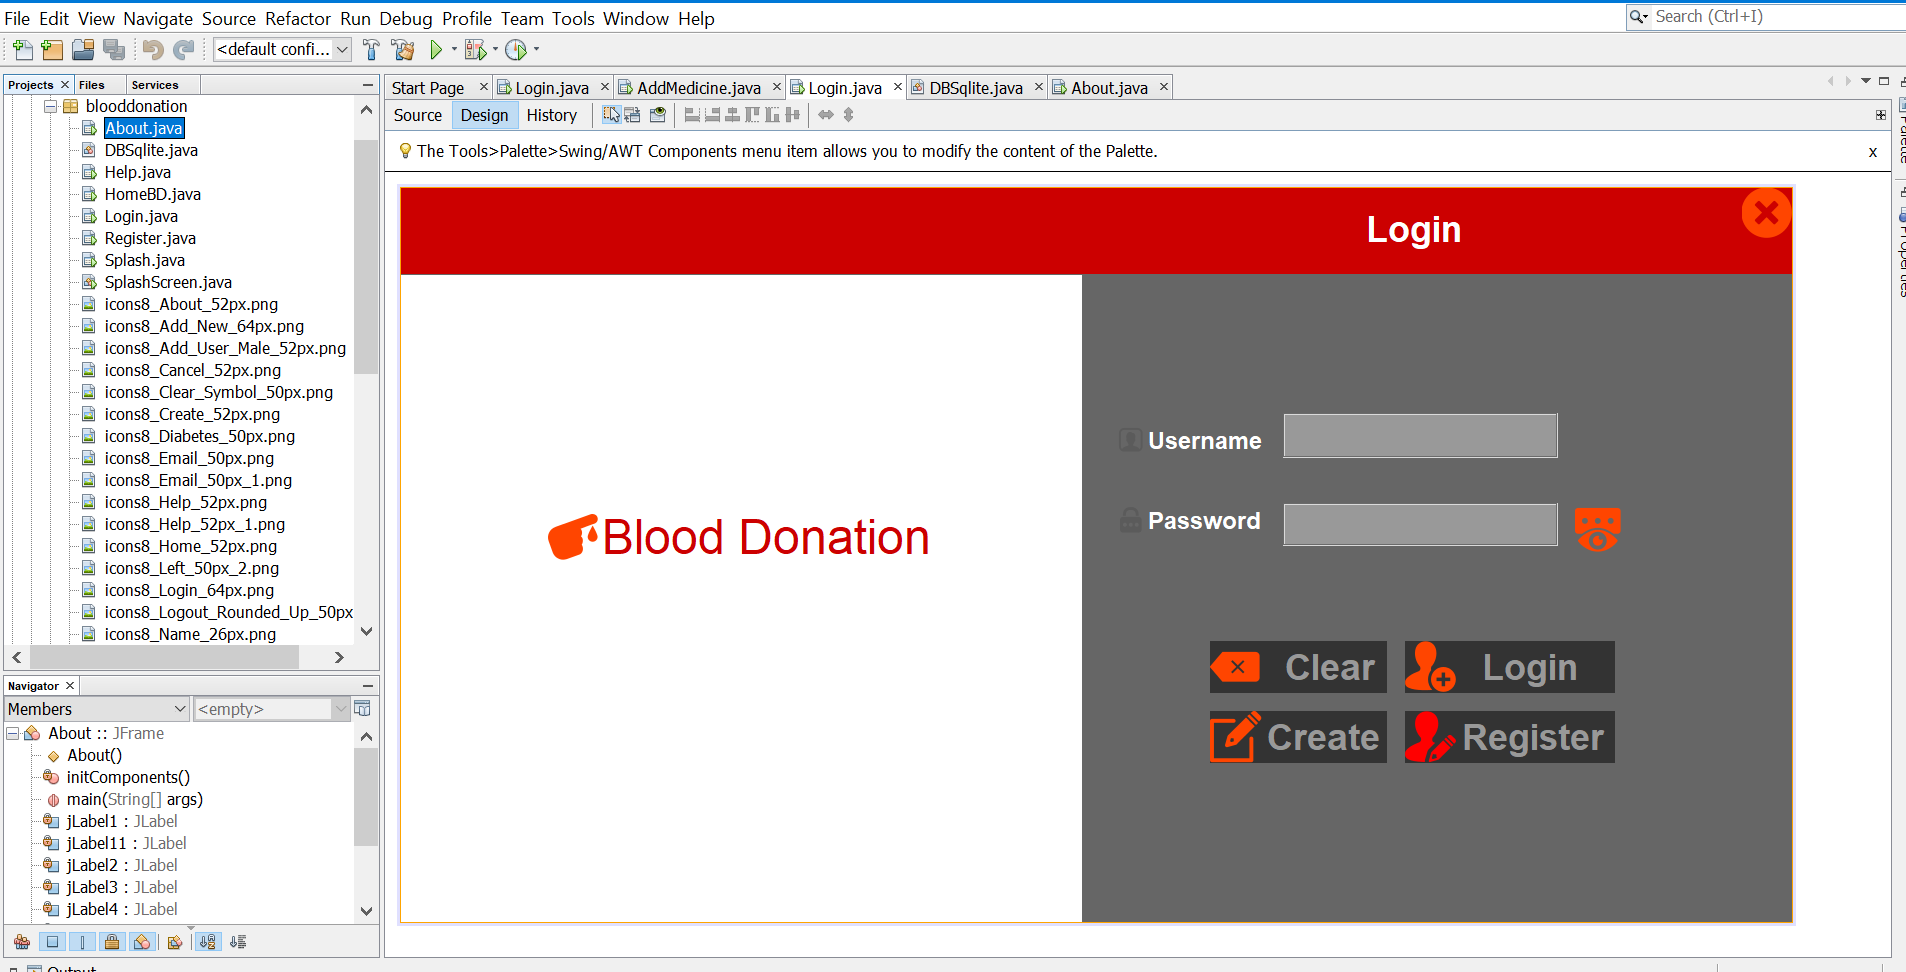 File Edit View Navigate Source Refactor Run Debug Profile Team Tools Window Help
Search (Ctrl+I)
<default confi...
Projects Files Services
blooddonation
About.java
DBSqlite.java
Help.java
HomeBD.java
Login.java
Register.java
Splash.java
SplashScreen.java
icons8_About_52px.png
icons8_Add_New_64px.png
icons8_Add_User_Male_52px.png
icons8_Cancel_52px.png
icons8_Clear_Symbol_50px.png
icons8_Create_52px.png
icons8_Diabetes_50px.png
icons8_Email_50px.png
icons8_Email_50px_1.png
icons8_Help_52px.png
icons8_Help_52px_1.png
icons8_Home_52px.png
icons8_Left_50px_2.png
icons8_Login_64px.png
icons8_Logout_Rounded_Up_50px
icons8_Name_26px.png
Navigator
Members
<empty>
About :: JFrame
About()
initComponents()
main(String[] args)
jLabel1 : JLabel
jLabel11 : JLabel
jLabel2 : JLabel
jLabel3 : JLabel
jLabel4 : JLabel
Output
Start Page Login.java AddMedicine.java Login.java DBSqlite.java About.java
Source Design History
The Tools>Palette>Swing/AWT Components menu item allows you to modify the content of the Palette.
x
Login
Blood Donation
Username
Password
Clear
Login
Create
Register
Palette
Properties